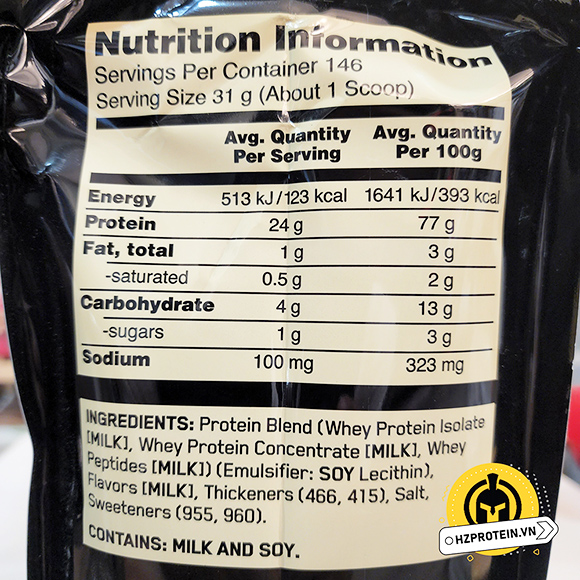 Nutrition Information
Servings Per Container 146
Serving Size 31 g (About 1 Scoop)
Avg. Quantity Per Serving Avg. Quantity Per 100g
Energy 513 kJ/123 kcal 1641 kJ/393 kcal
Protein 24 g 77 g
Fat, total 1 g 3 g
-saturated 0.5 g 2 g
Carbohydrate 4 g 13 g
-sugars 1 g 3 g
Sodium 100 mg 323 mg
INGREDIENTS: Protein Blend (Whey Protein Isolate
[MILK], Whey Protein Concentrate [MILK], Whey
Peptides [MILK]) (Emulsifier: SOY Lecithin),
Flavors [MILK], Thickeners (466, 415), Salt,
Sweeteners (955, 960).
CONTAINS: MILK AND SOY.
HZPROTEIN.VN